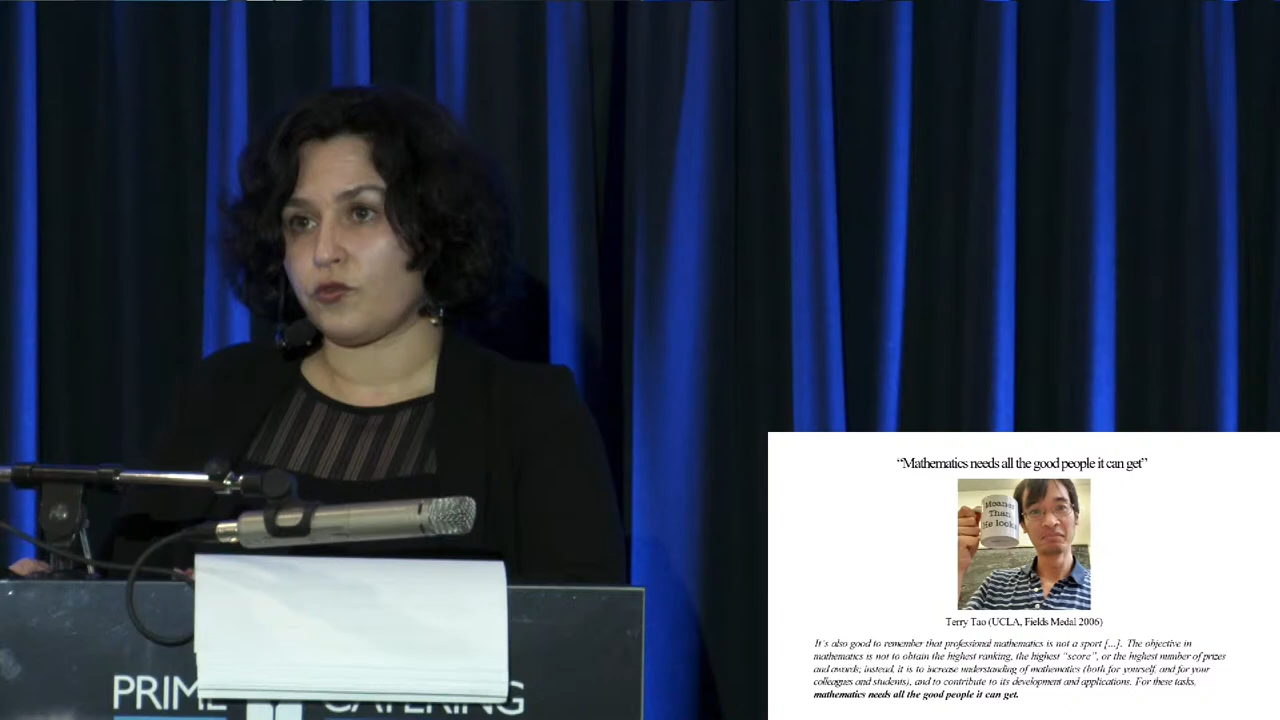 “Mathematics needs all the good people it can get”
Meaner
Than
He looks
Terry Tao (UCLA, Fields Medal 2006)
It's also good to remember that professional mathematics is not a sport [...]. The objective in
mathematics is not to obtain the highest ranking, the highest “score”, or the highest number of prizes
and awards; instead, it is to increase understanding of mathematics (both for yourself, and for your
colleagues and students), and to contribute to its development and applications. For these tasks,
mathematics needs all the good people it can get.
PRIME CATERING